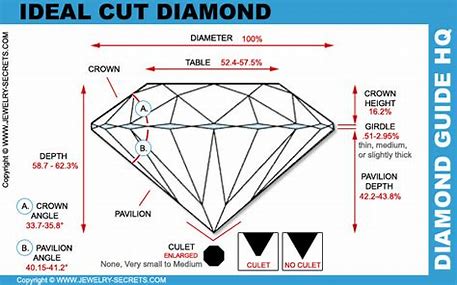 IDEAL CUT DIAMOND
DIAMETER 100%
TABLE 52.4-57.5%
CROWN
A.
B.
CROWN
HEIGHT
16.2%
GIRDLE
.51-2.95%
thin, medium,
or slightly thick
DEPTH
58.7 - 62.3%
PAVILION
DEPTH
42.2-43.8%
PAVILION
A. CROWN
ANGLE
33.7-35.8"
B. PAVILION
ANGLE
40.15-41.2"
CULET
ENLARGED
None, Very small to Medium
CULET
NO CULET
Copyright © WWW.JEWELRY-SECRETS.COM
DIAMOND GUIDE HQ
Copyright © WWW.JEWELRY-SECRETS.COM